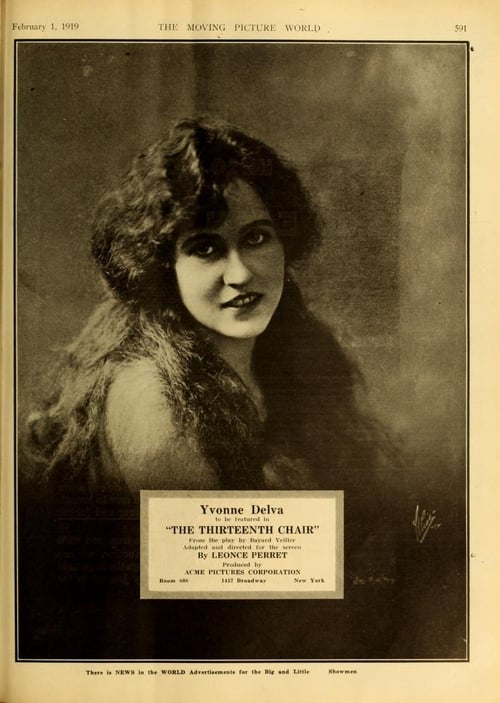 February 1, 1919 THE MOVING PICTURE WORLD 591
Yvonne Delva
to be featured in
"THE THIRTEENTH CHAIR"
From the play by Bayard Veiller
Adapted and directed for the screen
By LEONCE PERRET
Produced by
ACME PICTURES CORPORATION
Room 1457 Broadway New York
There is NEWS in the WORLD Advertisements for the Big and Little Showmen